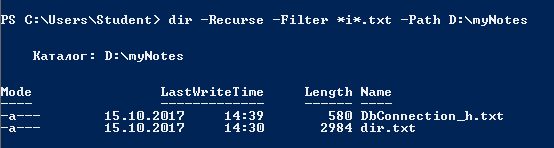 PS C:\Users\Student> dir -Recurse -Filter *i*.txt -Path D:\myNotes
Каталог: D:\myNotes
Mode LastWriteTime Length Name
---- ------------- ------ ----
-a--- 15.10.2017 14:39 580 DbConnection_h.txt
-a--- 15.10.2017 14:30 2984 dir.txt